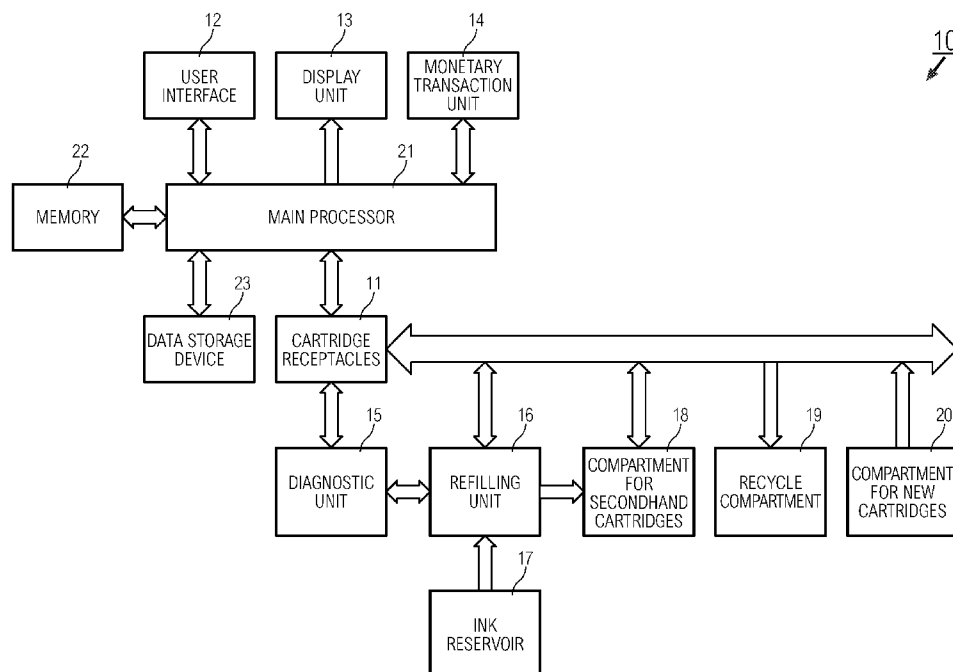 12
13
14
10
USER
INTERFACE
DISPLAY
UNIT
MONETARY
TRANSACTION
UNIT
22
21
MEMORY
MAIN PROCESSOR
23
11
DATA STORAGE
DEVICE
CARTRIDGE
RECEPTACLES
15
16
18
19
20
DIAGNOSTIC
UNIT
REFILLING
UNIT
COMPARTMENT
FOR
SECONDHAND
CARTRIDGES
RECYCLE
COMPARTMENT
COMPARTMENT
FOR NEW
CARTRIDGES
17
INK
RESERVOIR